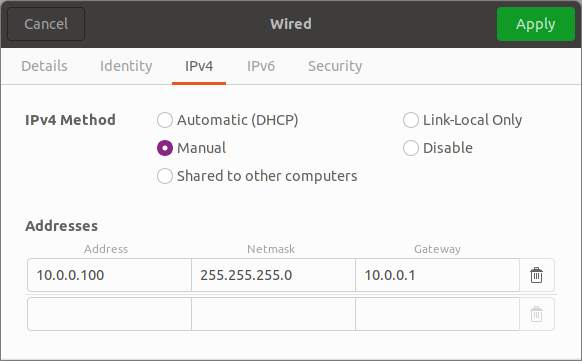 Cancel Wired Apply
Details Identity IPv4 IPv6 Security
IPv4 Method Automatic (DHCP) Link-Local Only
Manual Disable
Shared to other computers
Addresses
Address Netmask Gateway
10.0.0.100 255.255.255.0 10.0.0.1